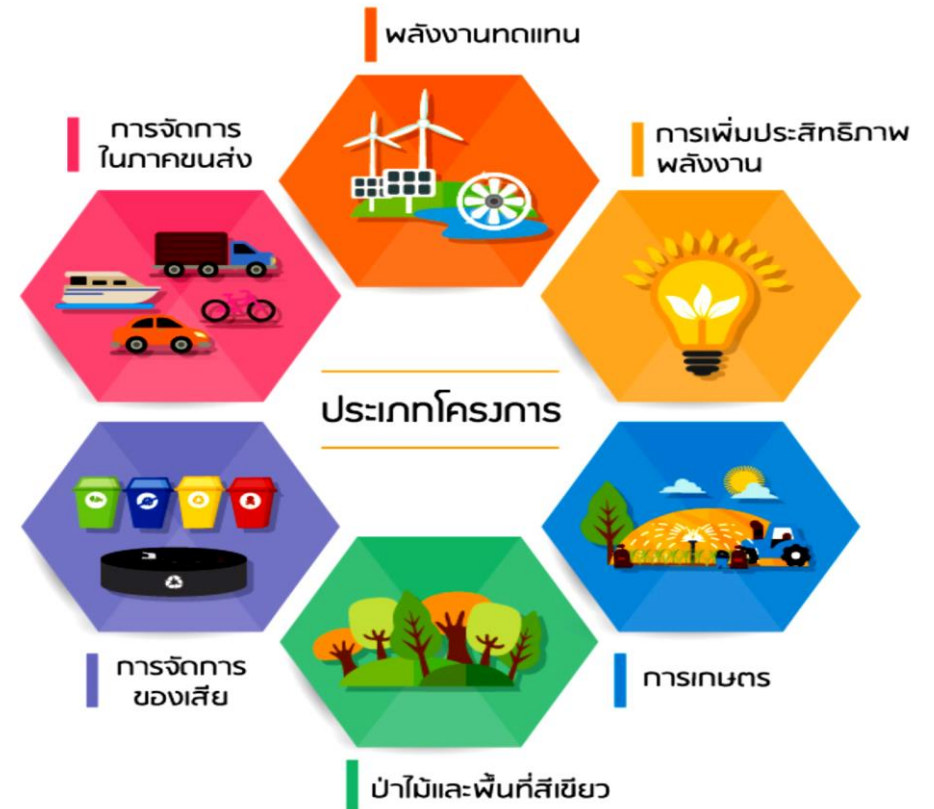 พลังงานทดแทน
การจัดการ
ในภาคขนส่ง
การเพิ่มประสิทธิภาพ
พลังงาน
ประเภทโครงการ
การจัดการ
ของเสีย
การเกษตร
ป่าไม้และพื้นที่สีเขียว